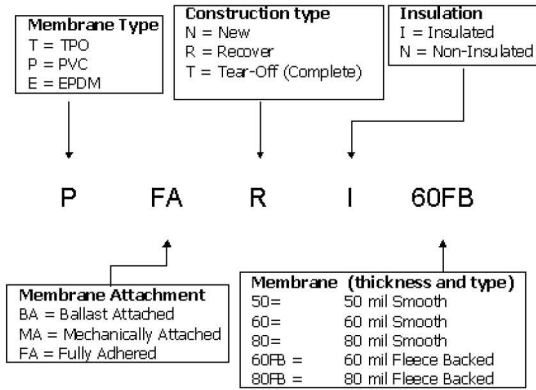 Membrane Type
T = TPO
P = PVC
E = EPDM
Construction type
N = New
R = Recover
T = Tear-Off (Complete)
Insulation
I = Insulated
N = Non-Insulated
P FA R I 60FB
Membrane Attachment
BA = Ballast Attached
MA = Mechanically Attached
FA = Fully Adhered
Membrane (thickness and type)
50= 50 mil Smooth
60= 60 mil Smooth
80= 80 mil Smooth
60FB = 60 mil Fleece Backed
80FB = 80 mil Fleece Backed